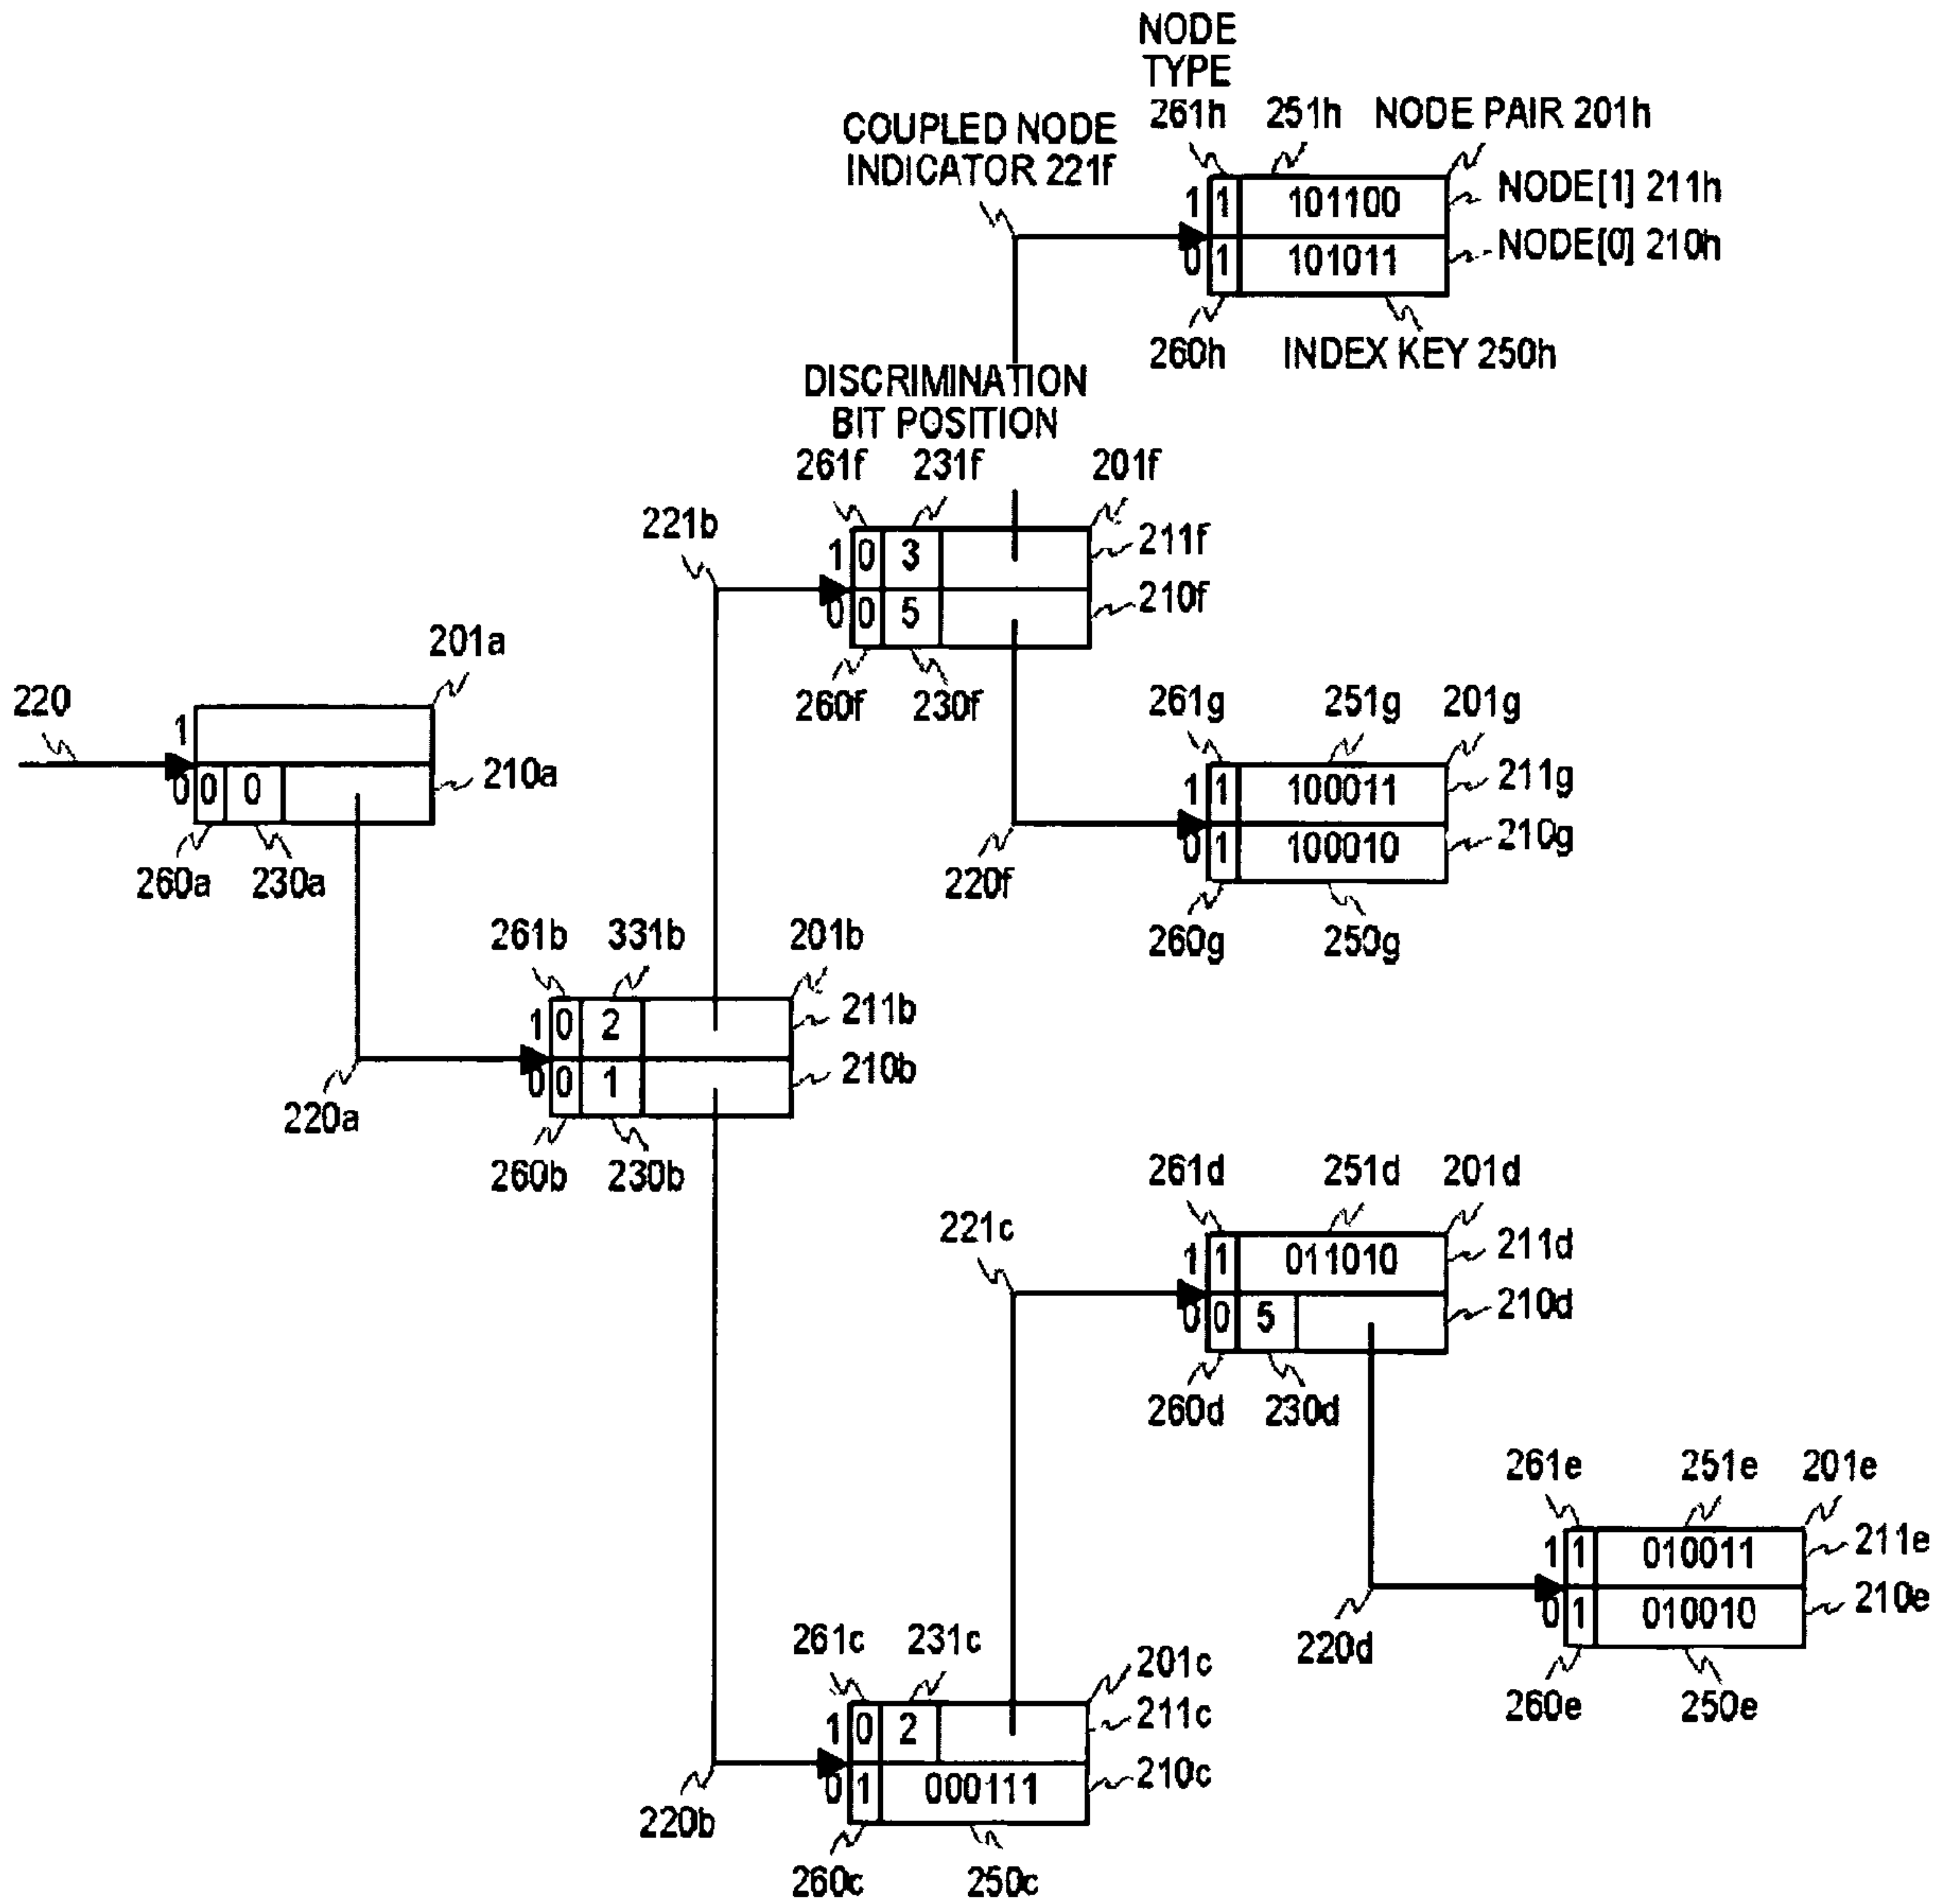 NODE
TYPE
261h 251h NODE PAIR 201h
COUPLED NODE
INDICATOR 221f
1 1 101100 NODE[1] 211h
0 1 101011 NODE[0] 210h
260h INDEX KEY 250h
DISCRIMINATION
BIT POSITION
261f 231f 201f
221b
1 0 3 211f
0 0 5 210f
260f 230f
201a
220
1
0 0 0 210a
260a 230a
261g 251g 201g
1 1 100011 211g
0 1 100010 210g
220f
260g 250g
261b 331b 201b
1 0 2 211b
0 0 1 210b
220a
260b 230b
261d 251d 201d
221c
1 1 011010 211d
0 0 5 210d
260d 230d
261e 251e 201e
1 1 010011 211e
0 1 010010 210e
220d
260e 250e
261c 231c 201c
1 0 2 211c
0 1 000111 210c
220b
260c 250c